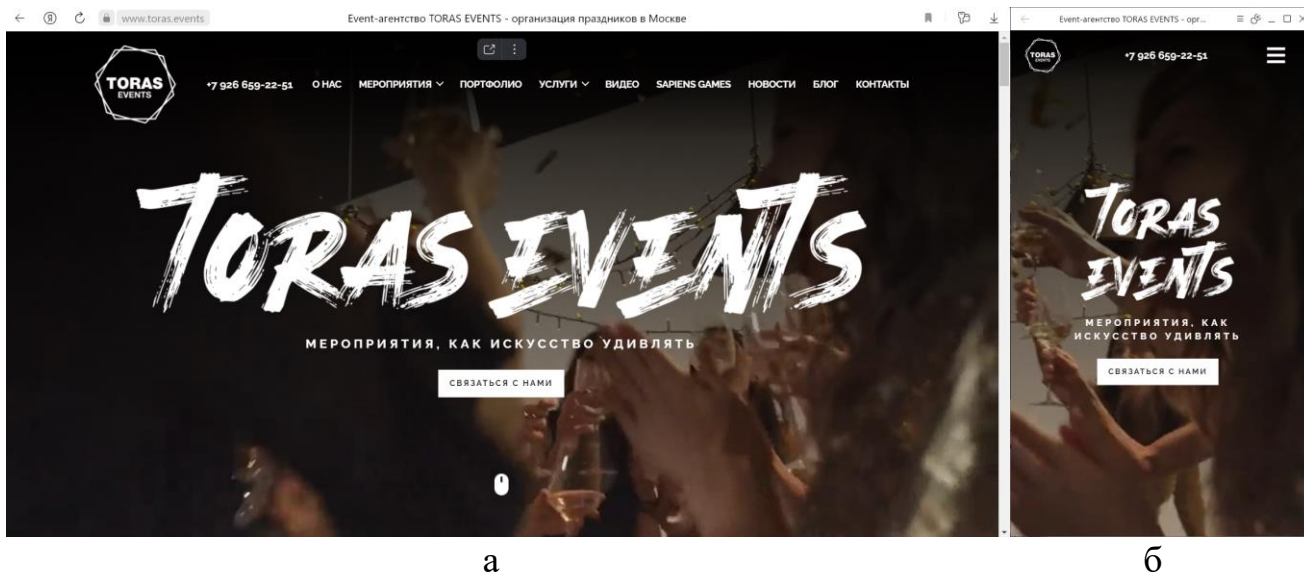 www.toras.events
Event-агентство TORAS EVENTS - организация праздников в Москве
TORAS
EVENTS
+7 926 659-22-51
О НАС
МЕРОПРИЯТИЯ
ПОРТФОЛИО
УСЛУГИ
ВИДЕО
SAPIENS GAMES
НОВОСТИ
БЛОГ
КОНТАКТЫ
TORAS EVENTS
МЕРОПРИЯТИЯ, КАК ИСКУССТВО УДИВЛЯТЬ
СВЯЗАТЬСЯ С НАМИ
а
Event-агентство TORAS EVENTS - орг...
TORAS
EVENTS
+7 926 659-22-51
TORAS
EVENTS
МЕРОПРИЯТИЯ, КАК
ИСКУССТВО УДИВЛЯТЬ
СВЯЗАТЬСЯ С НАМИ
б